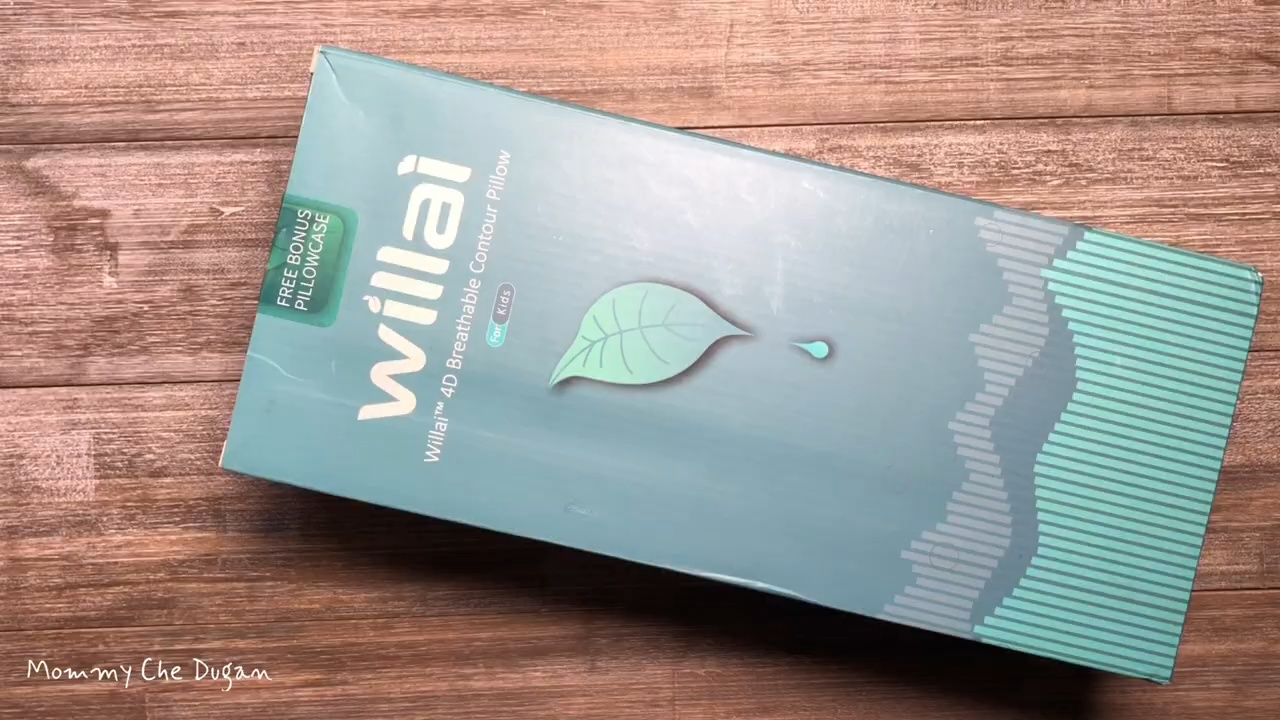 FREE BONUS
PILLOWCASE
willai
Willai™ 4D Breathable Contour Pillow
For Kids
Mommy Che Dugan